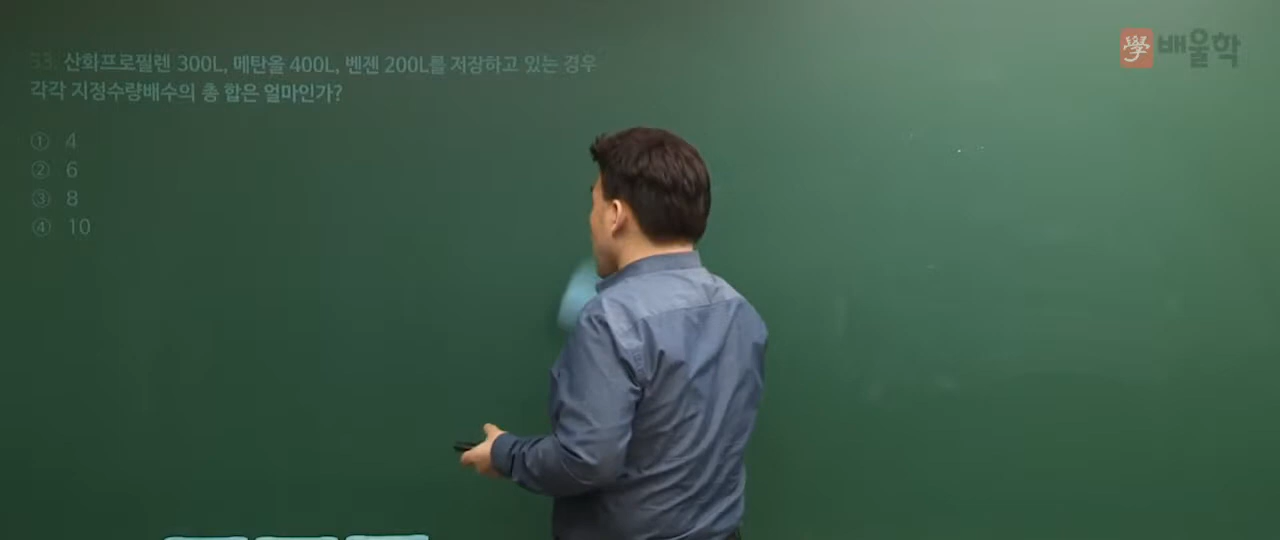 33. 산화프로필렌 300L, 메탄올 400L, 벤젠 200L를 저장하고 있는 경우
각각 지정수량배수의 총 합은 얼마인가?
① 4
② 6
③ 8
④ 10
學 배울학